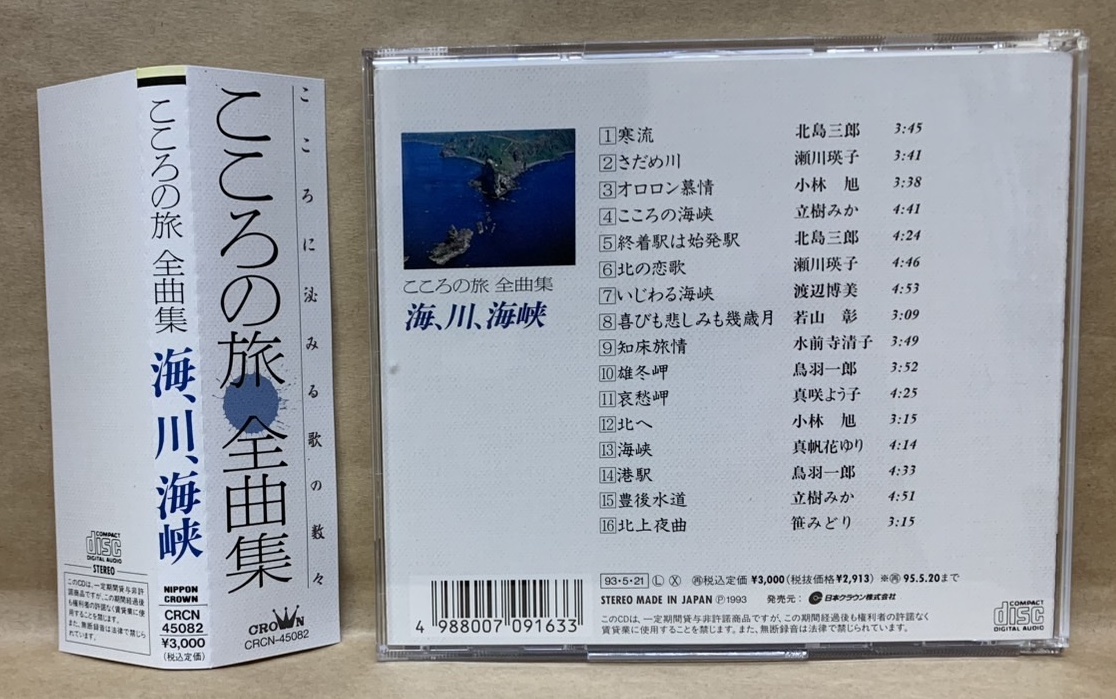 こころの旅 全曲集
こころに泌みる歌の数々
CROWN
CRCN-45082
こころの旅 全曲集
海、川、海峡
NIPPON
CROWN
CRCN
45082
¥3,000
(税込定価)
COMPACT
disc
DIGITAL AUDIO
STEREO
このCDは、一定期間貸与非許
諾商品ですが、この期間経過後
も権利者の許諾なく賃貸業に使
用することを禁じます。
また、無断録音は法律で禁じら
れています。
こころの旅 全曲集
海、川、海峡
1 寒流 北島三郎 3:45
2 さだめ川 瀬川瑛子 3:41
3 オロロン慕情 小林 旭 3:38
4 こころの海峡 立樹みか 4:41
5 終着駅は始発駅 北島三郎 4:24
6 北の恋歌 瀬川瑛子 4:46
7 いじわる海峡 渡辺博美 4:53
8 喜びも悲しみも幾歳月 若山 彰 3:09
9 知床旅情 水前寺清子 3:49
10 雄冬岬 鳥羽一郎 3:52
11 哀愁岬 真咲よう子 4:25
12 北へ 小林 旭 3:15
13 海峡 真帆花ゆり 4:14
14 港駅 鳥羽一郎 4:33
15 豊後水道 立樹みか 4:51
16 北上夜曲 笹みどり 3:15
4 988007 091633
93・5・21 Ⓛ Ⓧ ㊢税込定価 ¥3,000(税抜価格¥2,913) ※㊢ 95.5.20まで
STEREO MADE IN JAPAN Ⓟ1993 発売元: 日本クラウン株式会社
このCDは、一定期間貸与非許諾商品ですが、この期間経過後も権利者の許諾なく
賃貸業に使用することを禁じます。また、無断録音は法律で禁じられています。
COMPACT
disc
DIGITAL AUDIO